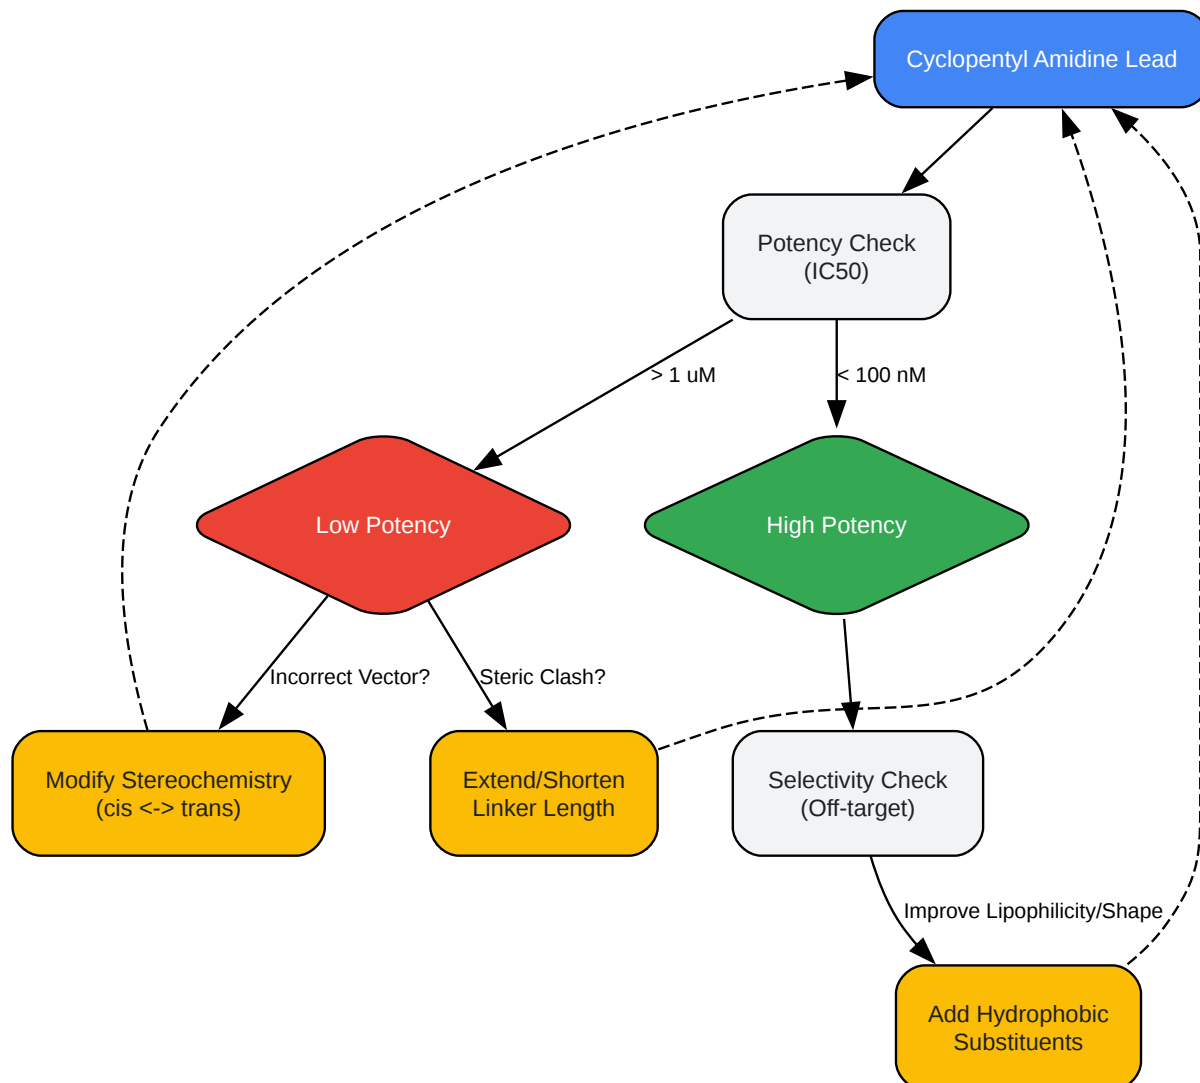 Cyclopentyl Amidine Lead
Potency Check
(IC50)
> 1 uM
< 100 nM
Low Potency
High Potency
Incorrect Vector?
Steric Clash?
Modify Stereochemistry
(cis <-> trans)
Extend/Shorten
Linker Length
Selectivity Check
(Off-target)
Improve Lipophilicity/Shape
Add Hydrophobic
Substituents